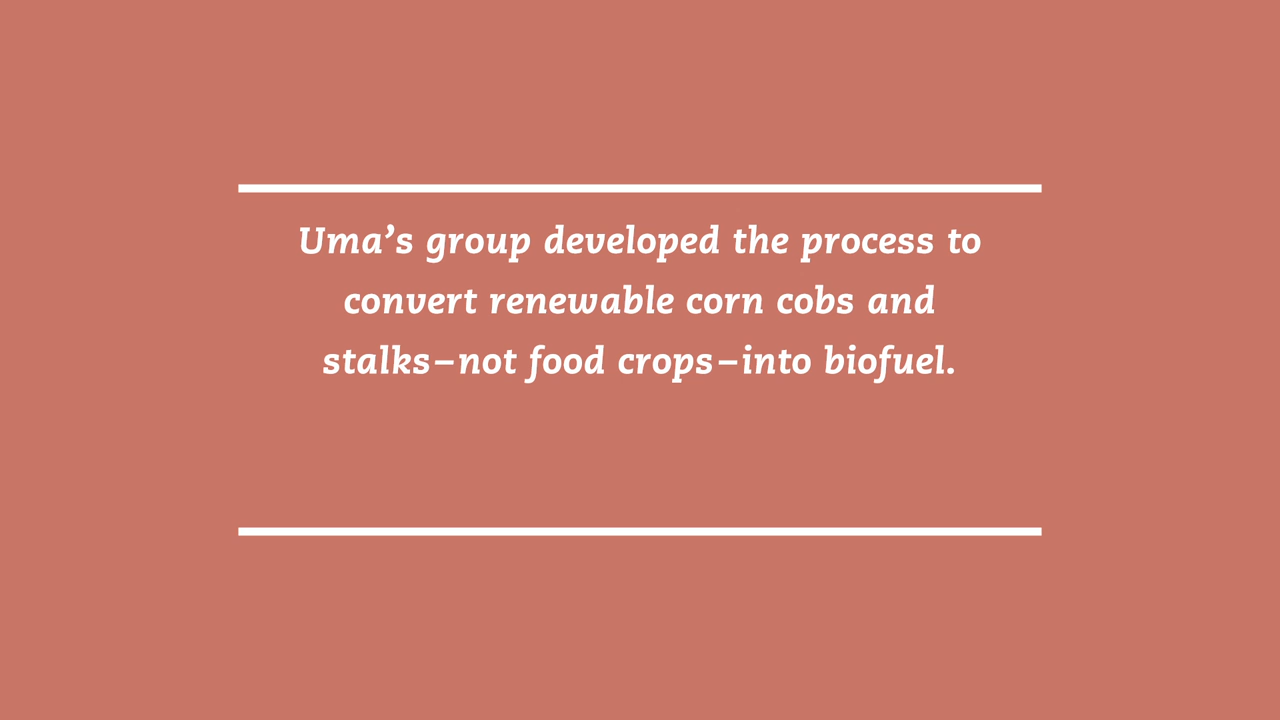 Uma’s group developed the process to
convert renewable corn cobs and
stalks–not food crops–into biofuel.